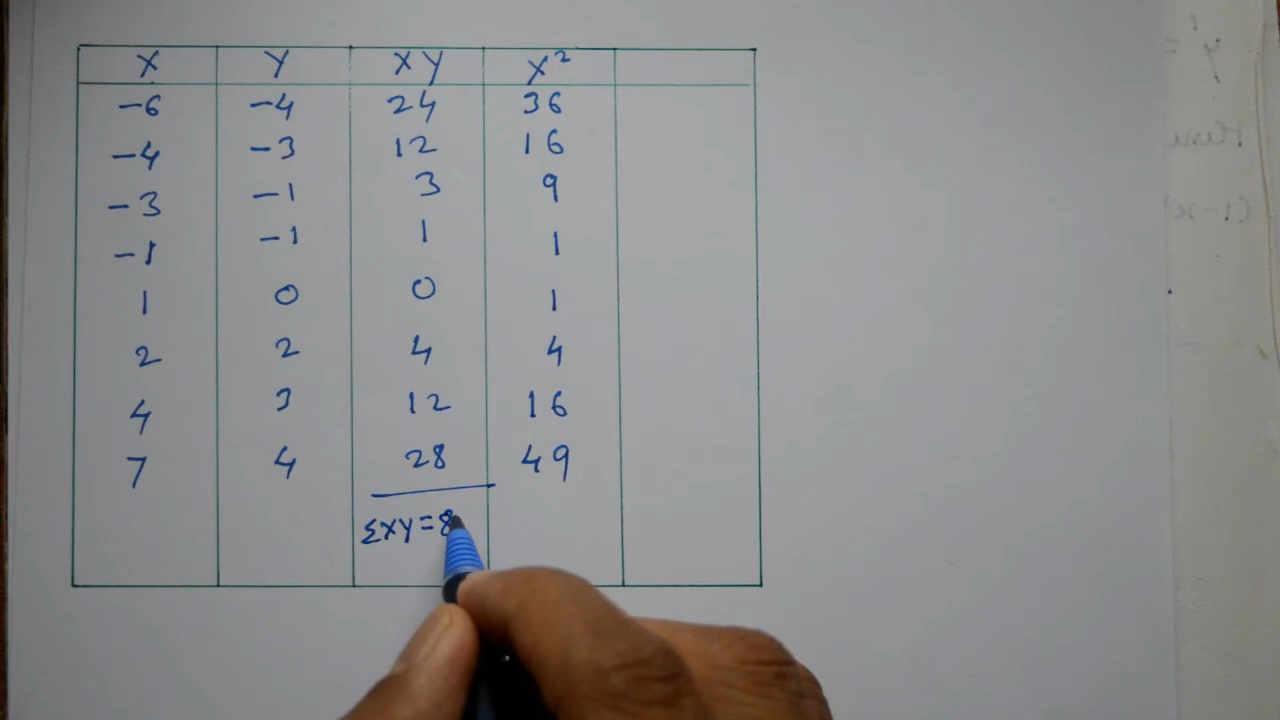 X Y XY X²
-6 -4 24 36
-4 -3 12 16
-3 -1 3 9
-1 -1 1 1
1 0 0 1
2 2 4 4
4 3 12 16
7 4 28 49
ΣXY=8